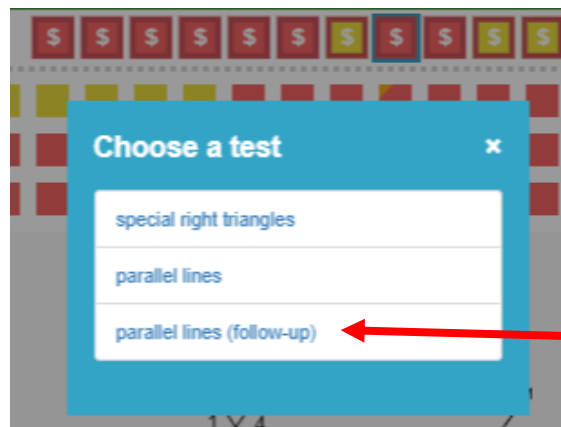 $ $ $ $ $ $ $ $ $ $ $
Choose a test ×
special right triangles
parallel lines
parallel lines (follow-up)